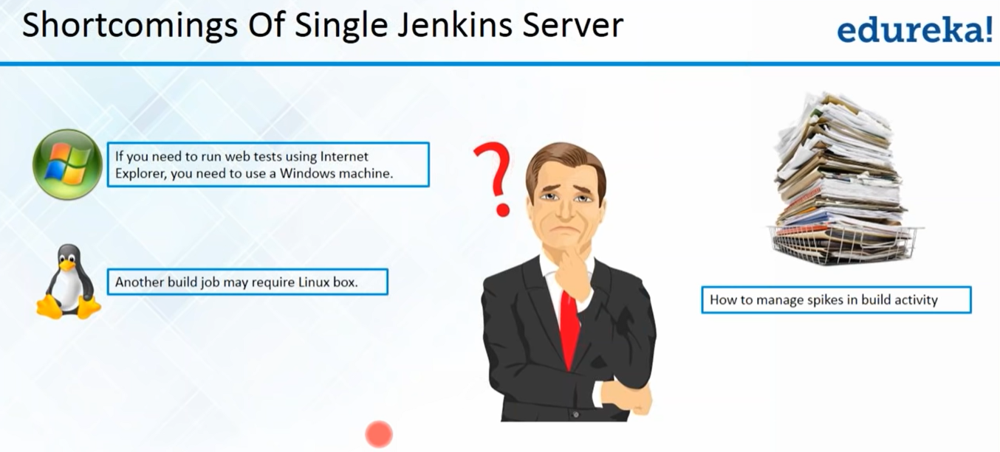 Shortcomings Of Single Jenkins Server
edureka!
If you need to run web tests using Internet
Explorer, you need to use a Windows machine.
?
Another build job may require Linux box.
How to manage spikes in build activity